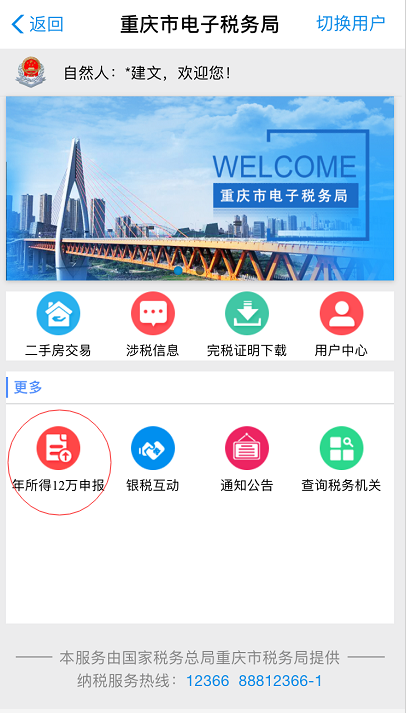 返回 重庆市电子税务局 切换用户
自然人：*建文，欢迎您！
WELCOME
重庆市电子税务局
二手房交易 涉税信息 完税证明下载 用户中心
更多
年所得12万申报 银税互动 通知公告 查询税务机关
本服务由国家税务总局重庆市税务局提供
纳税服务热线：12366 88812366-1